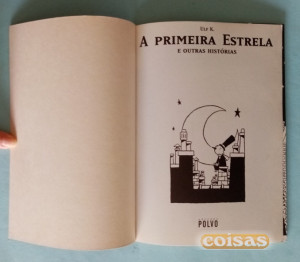 ULF K.
A PRIMEIRA ESTRELA
E OUTRAS HISTÓRIAS
POLVO
coisas